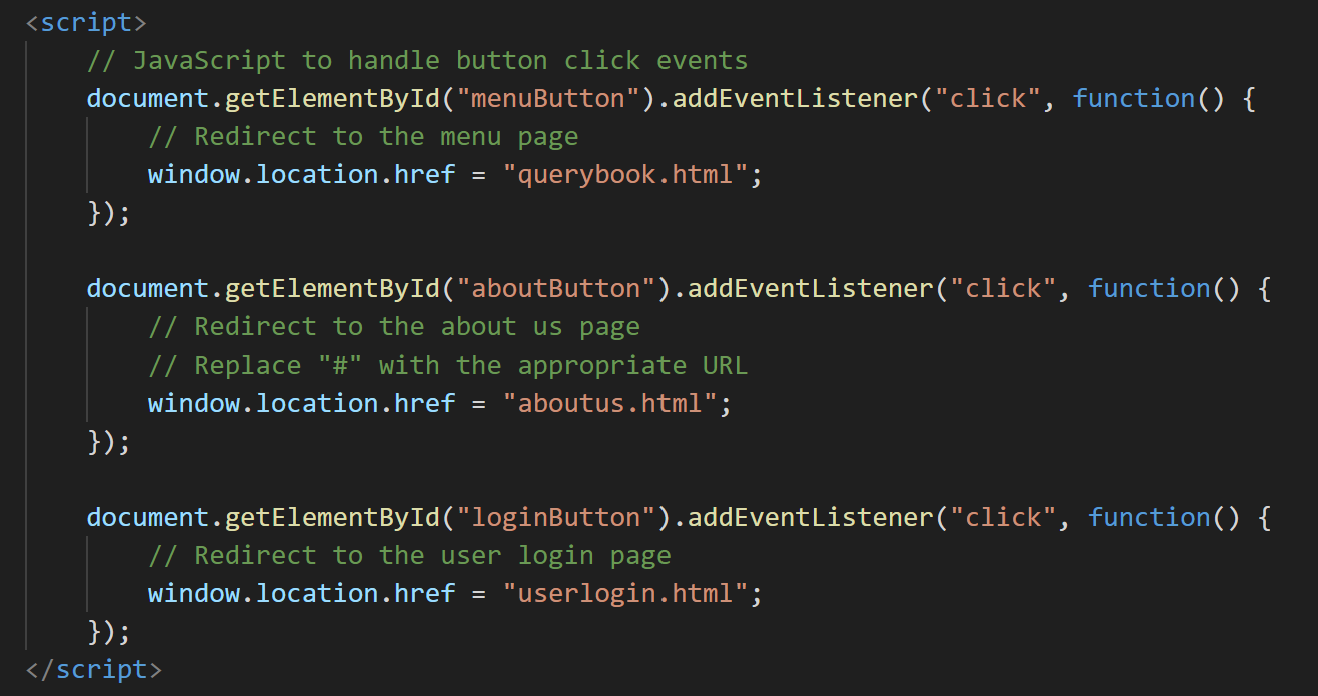 <script>
// JavaScript to handle button click events
document.getElementById("menuButton").addEventListener("click", function() {
// Redirect to the menu page
window.location.href = "querybook.html";
});
document.getElementById("aboutButton").addEventListener("click", function() {
// Redirect to the about us page
// Replace "#" with the appropriate URL
window.location.href = "aboutus.html";
});
document.getElementById("loginButton").addEventListener("click", function() {
// Redirect to the user login page
window.location.href = "userlogin.html";
});
</script>